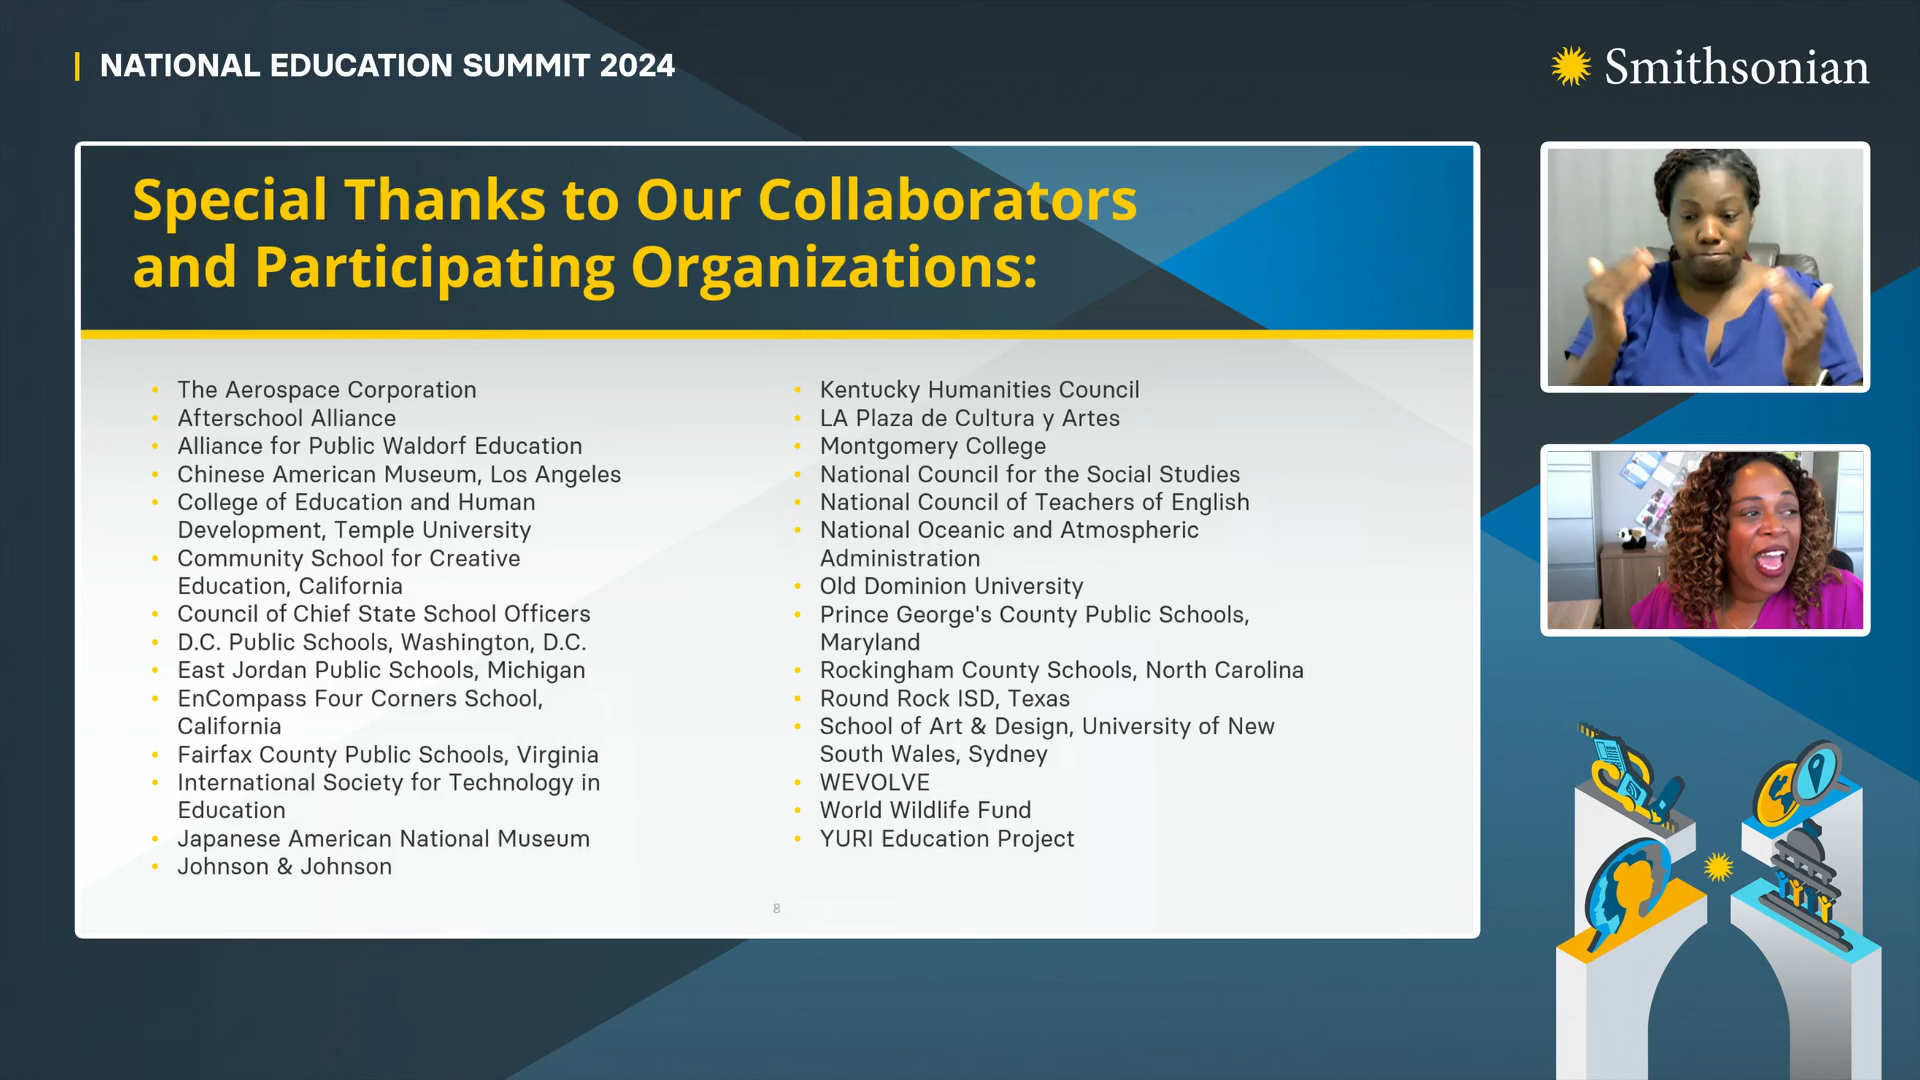 NATIONAL EDUCATION SUMMIT 2024
Smithsonian
Special Thanks to Our Collaborators
and Participating Organizations:
• The Aerospace Corporation
• Afterschool Alliance
• Alliance for Public Waldorf Education
• Chinese American Museum, Los Angeles
• College of Education and Human
Development, Temple University
• Community School for Creative
Education, California
• Council of Chief State School Officers
• D.C. Public Schools, Washington, D.C.
• East Jordan Public Schools, Michigan
• EnCompass Four Corners School,
California
• Fairfax County Public Schools, Virginia
• International Society for Technology in
Education
• Japanese American National Museum
• Johnson & Johnson
• Kentucky Humanities Council
• LA Plaza de Cultura y Artes
• Montgomery College
• National Council for the Social Studies
• National Council of Teachers of English
• National Oceanic and Atmospheric
Administration
• Old Dominion University
• Prince George's County Public Schools,
Maryland
• Rockingham County Schools, North Carolina
• Round Rock ISD, Texas
• School of Art & Design, University of New
South Wales, Sydney
• WEVOLVE
• World Wildlife Fund
• YURI Education Project
8